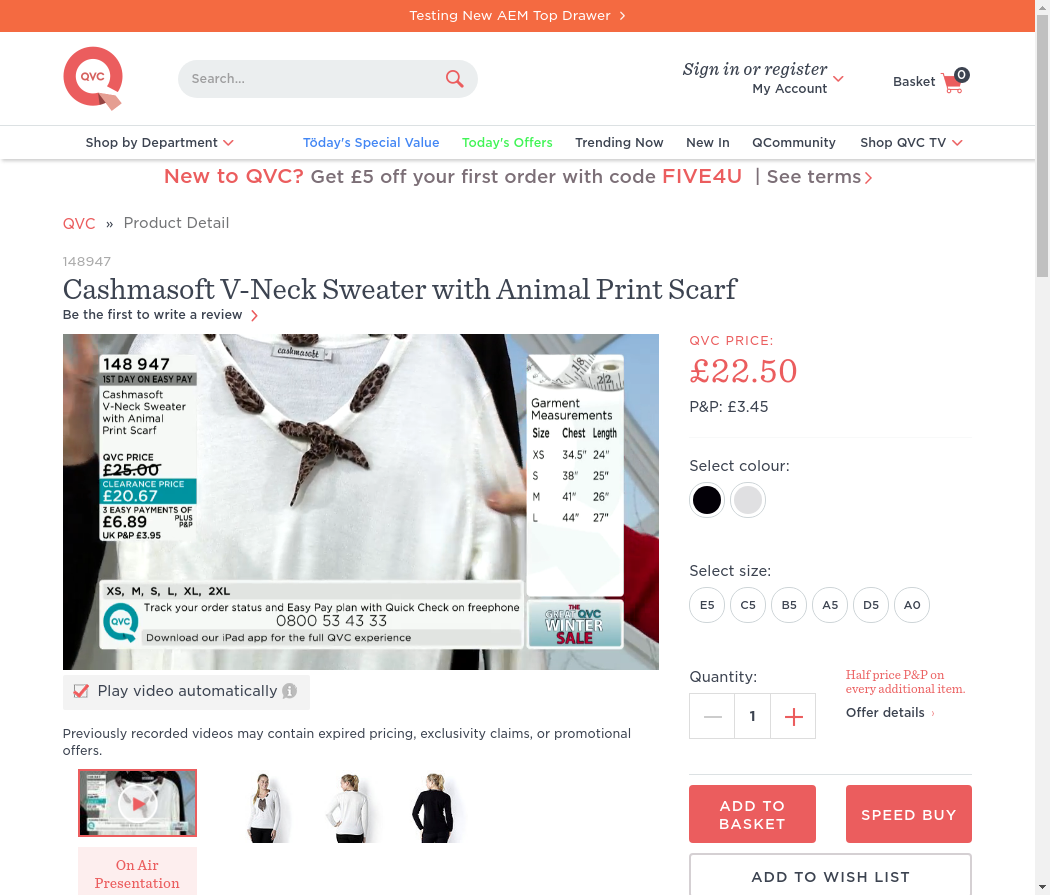 Testing New AEM Top Drawer
QVC
Search...
Sign in or register
My Account
Basket 0
Shop by Department
Töday's Special Value
Today's Offers
Trending Now
New In
QCommunity
Shop QVC TV
New to QVC? Get £5 off your first order with code FIVE4U | See terms
QVC » Product Detail
148947
Cashmasoft V-Neck Sweater with Animal Print Scarf
Be the first to write a review
cashmasoft
148 947
1ST DAY ON EASY PAY
Cashmasoft
V-Neck Sweater
with Animal
Print Scarf
QVC PRICE
£25.00
CLEARANCE PRICE
£20.67
3 EASY PAYMENTS OF
£6.89 PLUS P&P
UK P&P £3.95
Garment
Measurements
Size Chest Length
XS 34.5" 24"
S 38" 25"
M 41" 26"
L 44" 27"
XS, M, S, L, XL, 2XL
Track your order status and Easy Pay plan with Quick Check on freephone
0800 53 43 33
Download our iPad app for the full QVC experience
QVC
THE
GREAT QVC
WINTER
SALE
Play video automatically
Previously recorded videos may contain expired pricing, exclusivity claims, or promotional
offers.
On Air
Presentation
QVC PRICE:
£22.50
P&P: £3.45
Select colour:
Select size:
E5 C5 B5 A5 D5 A0
Quantity:
1
Half price P&P on
every additional item.
Offer details
ADD TO
BASKET
SPEED BUY
ADD TO WISH LIST